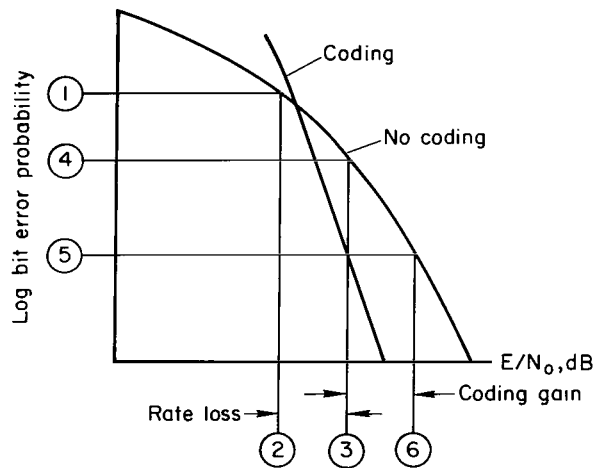 Coding
1
No coding
4
Log bit error probability
5
E/N₀, dB
Coding gain
Rate loss
2
3
6